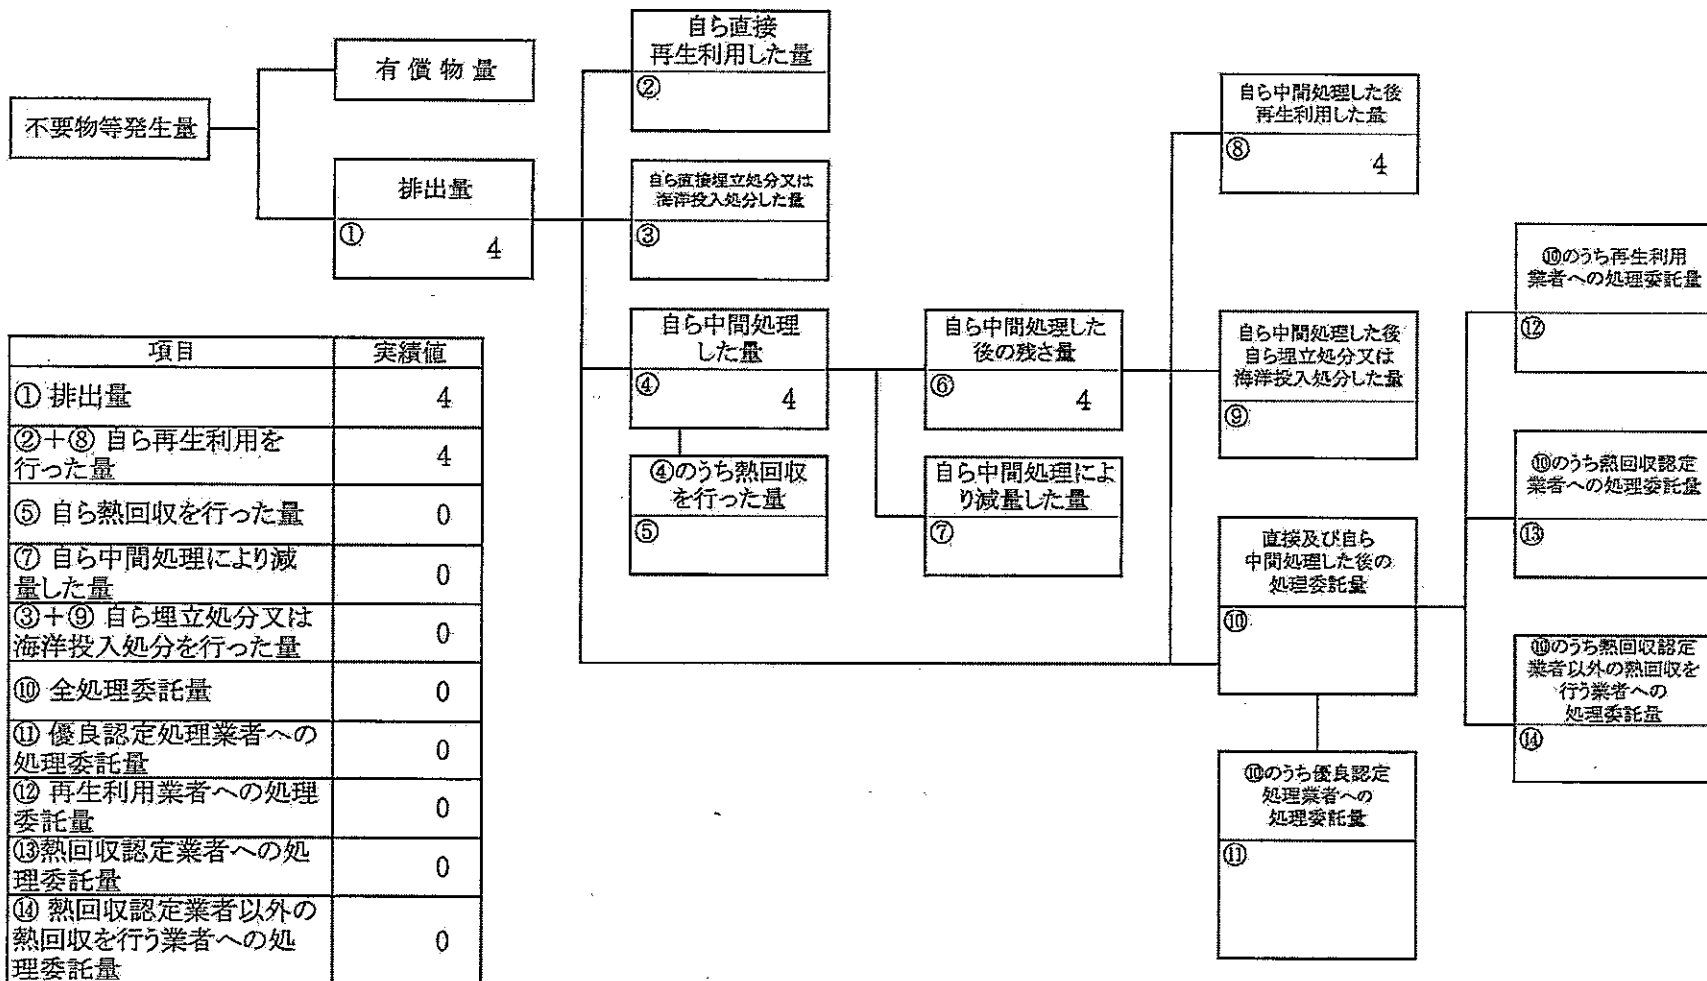 不要物等発生量
有償物量
排出量
①
4
自ら直接
再生利用した量
②
自ら直接埋立処分又は
海洋投入処分した量
③
自ら中間処理
した量
④
4
④のうち熱回収
を行った量
⑤
自ら中間処理した
後の残さ量
⑥
4
自ら中間処理によ
り減量した量
⑦
自ら中間処理した後
再生利用した量
⑧
4
自ら中間処理した後
自ら埋立処分又は
海洋投入処分した量
⑨
直接及び自ら
中間処理した後の
処理委託量
⑩
⑩のうち優良認定
処理業者への
処理委託量
⑪
⑩のうち再生利用
業者への処理委託量
⑫
⑩のうち熱回収認定
業者への処理委託量
⑬
⑩のうち熱回収認定
業者以外の熱回収を
行う業者への
処理委託量
⑭
項目 実績値
① 排出量 4
②+⑧ 自ら再生利用を
行った量 4
⑤ 自ら熱回収を行った量 0
⑦ 自ら中間処理により減
量した量 0
③+⑨ 自ら埋立処分又は
海洋投入処分を行った量 0
⑩ 全処理委託量 0
⑪ 優良認定処理業者への
処理委託量 0
⑫ 再生利用業者への処理
委託量 0
⑬熱回収認定業者への処
理委託量 0
⑭ 熱回収認定業者以外の
熱回収を行う業者への処
理委託量 0